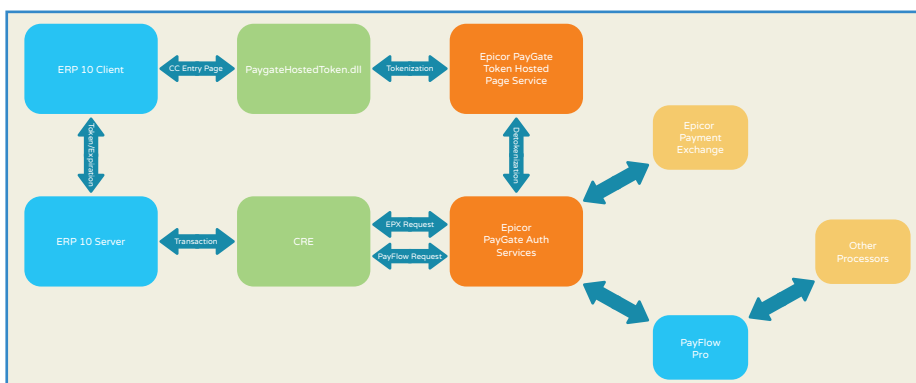 ERP 10 Client
CC Entry Page
PaygateHostedToken.dll
Tokenization
Epicor PayGate
Token Hosted
Page Service
Token/Expiration
Detokenization
Epicor
Payment
Exchange
ERP 10 Server
Transaction
CRE
EPX Request
PayFlow Request
Epicor
PayGate Auth
Services
Other
Processors
PayFlow
Pro